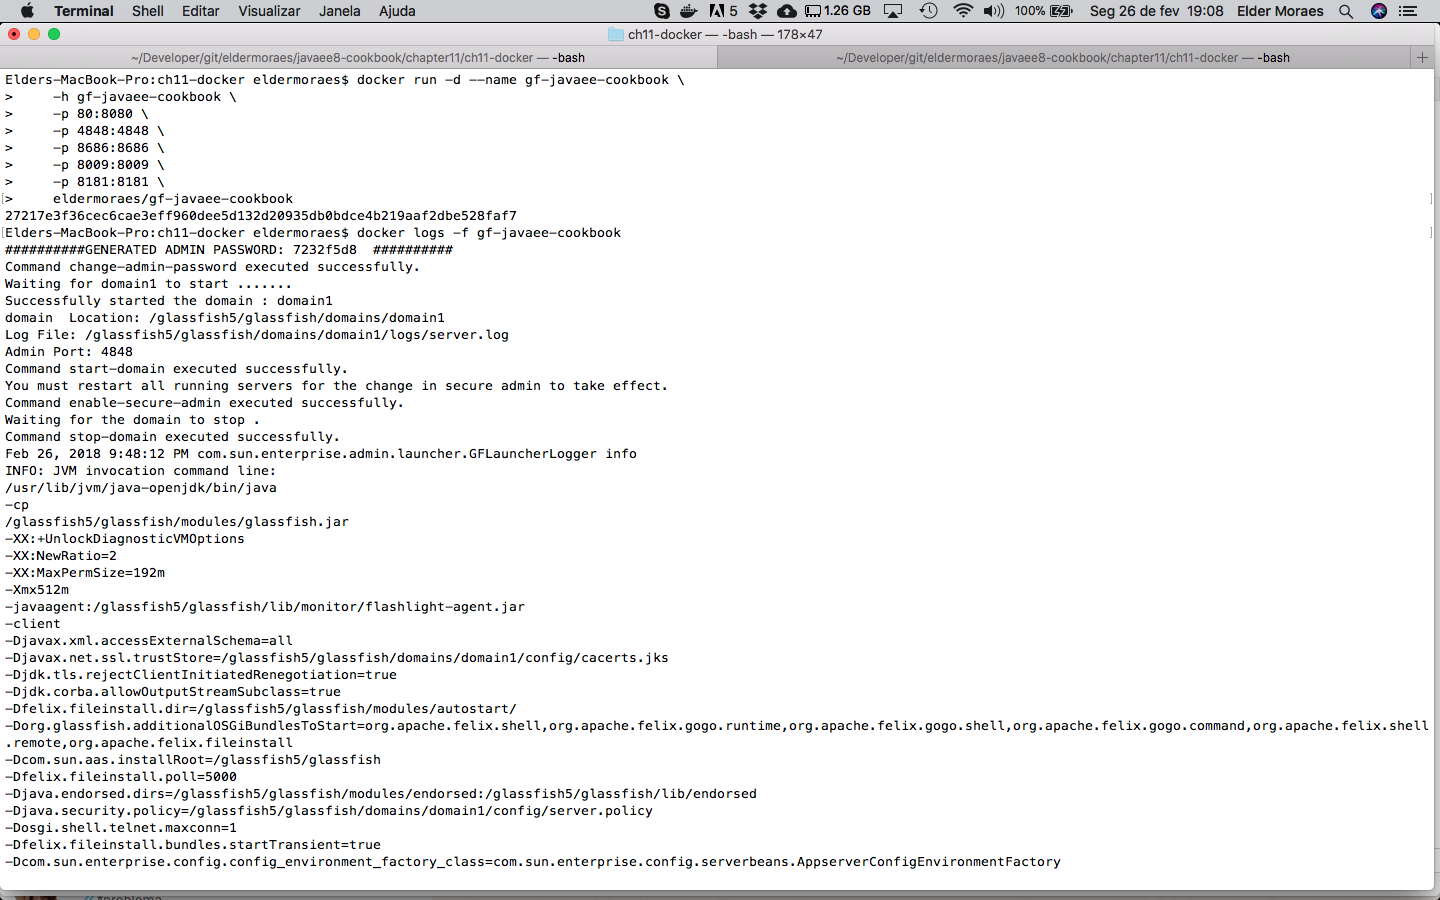 Terminal Shell Editar Visualizar Janela Ajuda 5 1.26 GB 100% Seg 26 de fev 19:08 Elder Moraes
ch11-docker — -bash — 178×47
~/Developer/git/eldermoraes/javaee8-cookbook/chapter11/ch11-docker — -bash ~/Developer/git/eldermoraes/javaee8-cookbook/chapter11/ch11-docker — -bash +
Elders-MacBook-Pro:ch11-docker eldermoraes$ docker run -d --name gf-javaee-cookbook \
> -h gf-javaee-cookbook \
> -p 80:8080 \
> -p 4848:4848 \
> -p 8686:8686 \
> -p 8009:8009 \
> -p 8181:8181 \
[> eldermoraes/gf-javaee-cookbook ]
27217e3f36cec6cae3eff960dee5d132d20935db0bdce4b219aaf2dbe528faf7
[Elders-MacBook-Pro:ch11-docker eldermoraes$ docker logs -f gf-javaee-cookbook ]
##########GENERATED ADMIN PASSWORD: 7232f5d8  ##########
Command change-admin-password executed successfully.
Waiting for domain1 to start .......
Successfully started the domain : domain1
domain  Location: /glassfish5/glassfish/domains/domain1
Log File: /glassfish5/glassfish/domains/domain1/logs/server.log
Admin Port: 4848
Command start-domain executed successfully.
You must restart all running servers for the change in secure admin to take effect.
Command enable-secure-admin executed successfully.
Waiting for the domain to stop .
Command stop-domain executed successfully.
Feb 26, 2018 9:48:12 PM com.sun.enterprise.admin.launcher.GFLauncherLogger info
INFO: JVM invocation command line:
/usr/lib/jvm/java-openjdk/bin/java
-cp
/glassfish5/glassfish/modules/glassfish.jar
-XX:+UnlockDiagnosticVMOptions
-XX:NewRatio=2
-XX:MaxPermSize=192m
-Xmx512m
-javaagent:/glassfish5/glassfish/lib/monitor/flashlight-agent.jar
-client
-Djavax.xml.accessExternalSchema=all
-Djavax.net.ssl.trustStore=/glassfish5/glassfish/domains/domain1/config/cacerts.jks
-Djdk.tls.rejectClientInitiatedRenegotiation=true
-Djdk.corba.allowOutputStreamSubclass=true
-Dfelix.fileinstall.dir=/glassfish5/glassfish/modules/autostart/
-Dorg.glassfish.additionalOSGiBundlesToStart=org.apache.felix.shell,org.apache.felix.gogo.runtime,org.apache.felix.gogo.shell,org.apache.felix.gogo.command,org.apache.felix.shell
.remote,org.apache.felix.fileinstall
-Dcom.sun.aas.installRoot=/glassfish5/glassfish
-Dfelix.fileinstall.poll=5000
-Djava.endorsed.dirs=/glassfish5/glassfish/modules/endorsed:/glassfish5/glassfish/lib/endorsed
-Djava.security.policy=/glassfish5/glassfish/domains/domain1/config/server.policy
-Dosgi.shell.telnet.maxconn=1
-Dfelix.fileinstall.bundles.startTransient=true
-Dcom.sun.enterprise.config.config_environment_factory_class=com.sun.enterprise.config.serverbeans.AppserverConfigEnvironmentFactory